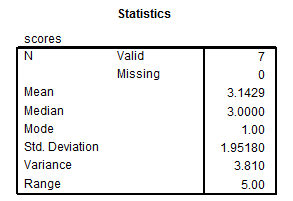 Statistics
scores
N Valid 7
Missing 0
Mean 3.1429
Median 3.0000
Mode 1.00
Std. Deviation 1.95180
Variance 3.810
Range 5.00